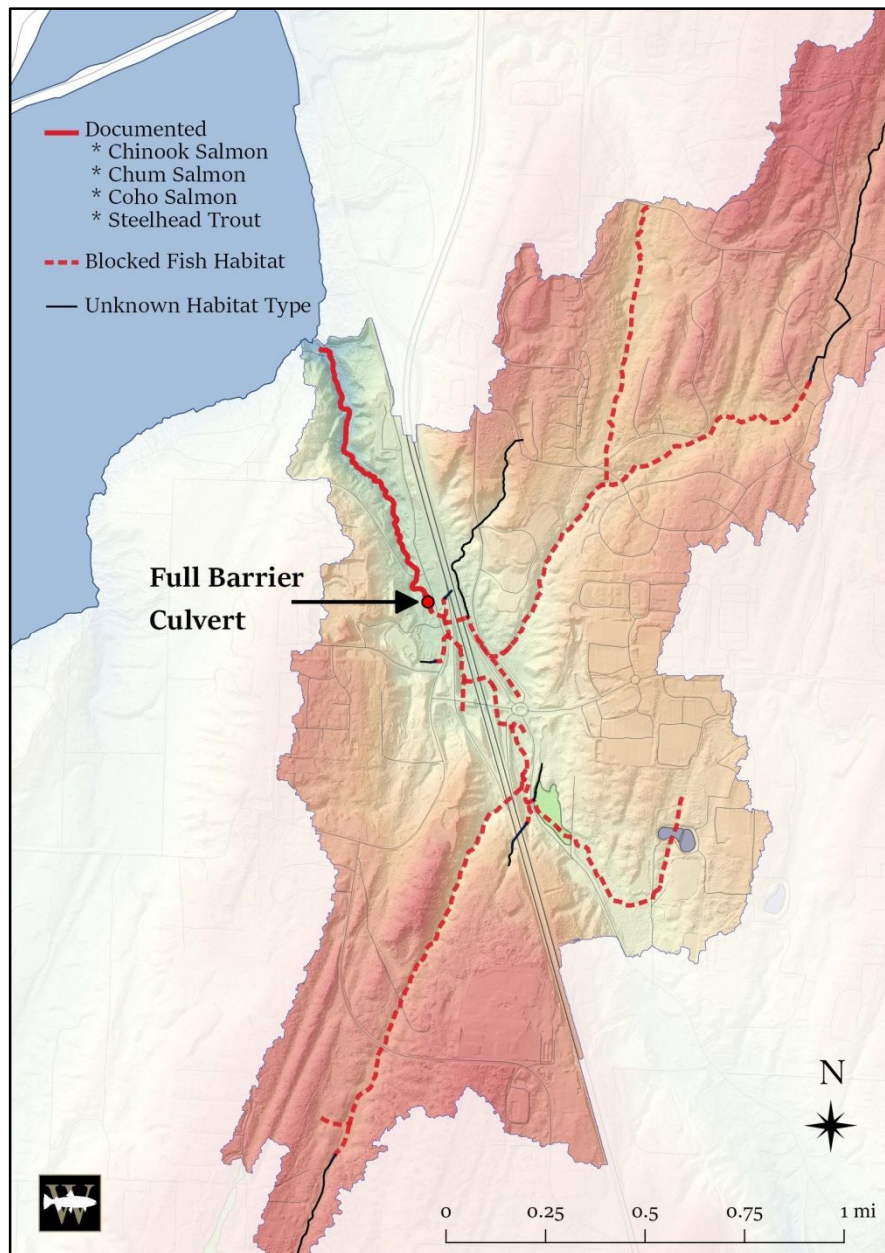 Documented
* Chinook Salmon
* Chum Salmon
* Coho Salmon
* Steelhead Trout
Blocked Fish Habitat
Unknown Habitat Type
Full Barrier
Culvert
N
W
0 0.25 0.5 0.75 1 mi